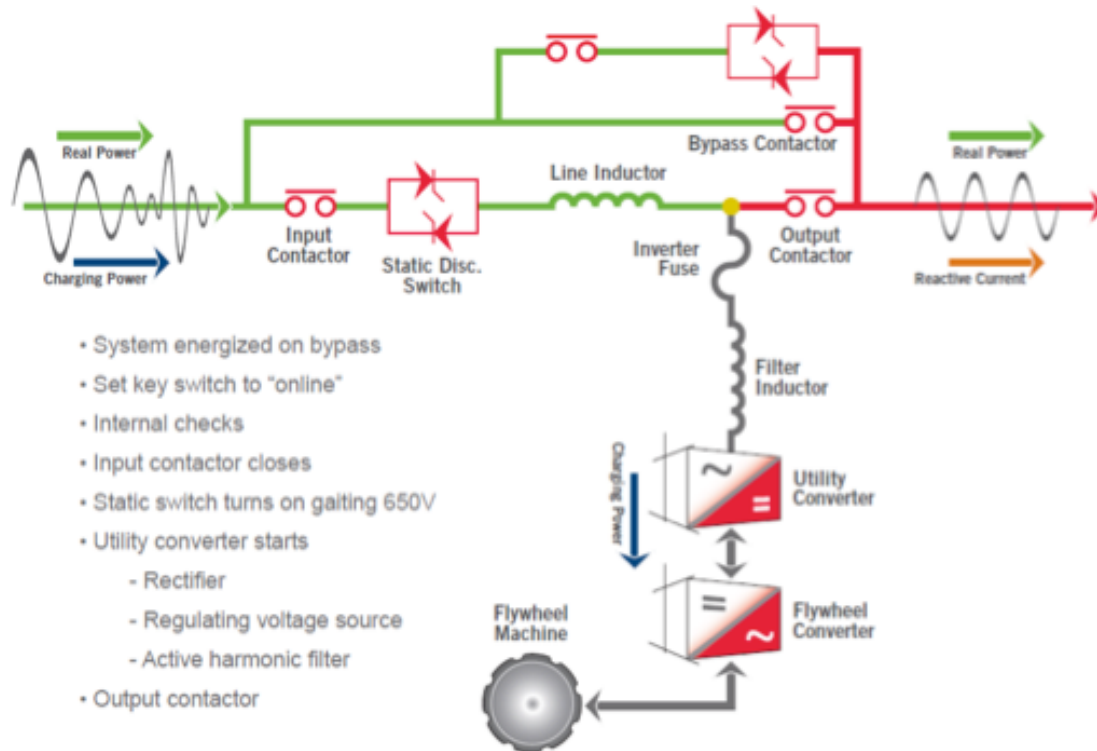 Real Power
Charging Power
Input
Contactor
Static Disc.
Switch
Line Inductor
Bypass Contactor
Inverter
Fuse
Output
Contactor
Real Power
Reactive Current
Filter
Inductor
Charging Power
Utility
Converter
Flywheel
Converter
Flywheel
Machine
• System energized on bypass
• Set key switch to “online”
• Internal checks
• Input contactor closes
• Static switch turns on gaiting 650V
• Utility converter starts
- Rectifier
- Regulating voltage source
- Active harmonic filter
• Output contactor